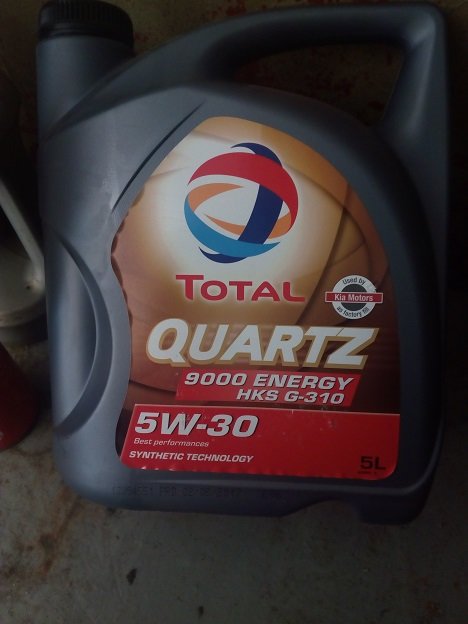 TOTAL
Used by
Kia Motors
as factory fill
QUARTZ
9000 ENERGY
HKS G-310
5W-30
Best performances
SYNTHETIC TECHNOLOGY
5L